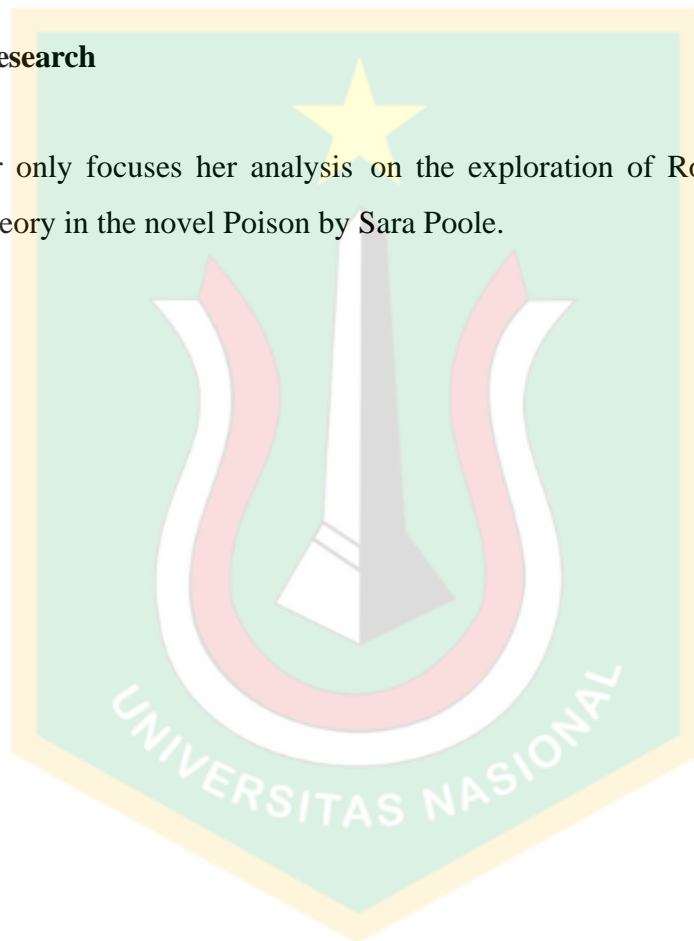 esearch
r only focuses her analysis on the exploration of Ro
eory in the novel Poison by Sara Poole.
UNIVERSITAS NASIONAL